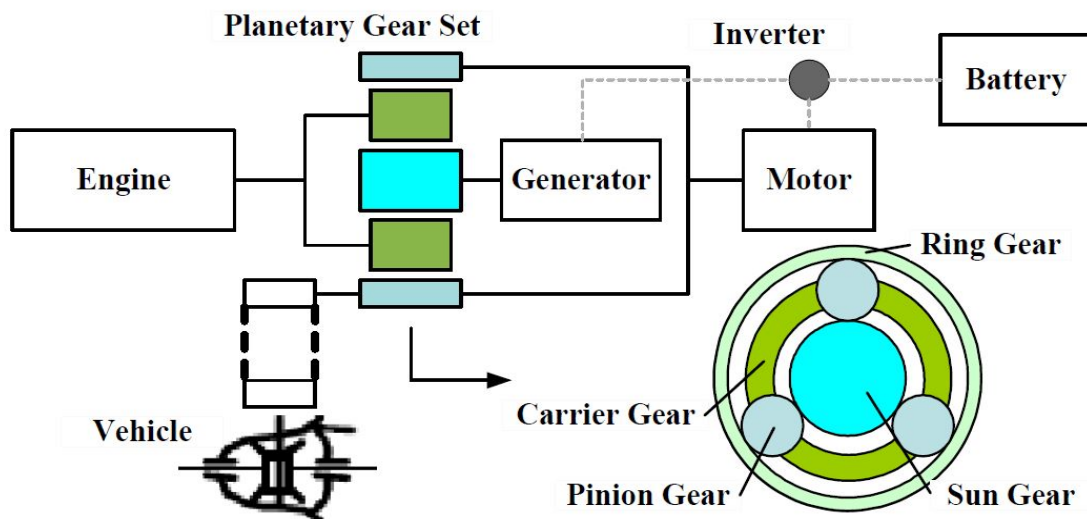 Planetary Gear Set
Inverter
Battery
Engine
Generator
Motor
Ring Gear
Carrier Gear
Vehicle
Pinion Gear
Sun Gear